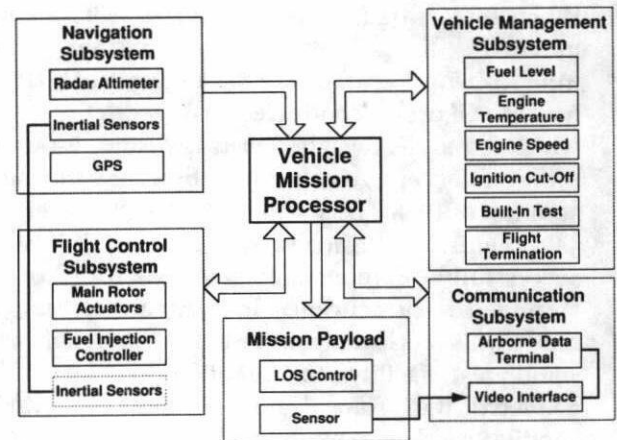 Navigation
Subsystem
Radar Altimeter
Inertial Sensors
GPS
Vehicle Management
Subsystem
Fuel Level
Engine
Temperature
Engine Speed
Ignition Cut-Off
Built-In Test
Flight
Termination
Vehicle
Mission
Processor
Flight Control
Subsystem
Main Rotor
Actuators
Fuel Injection
Controller
Inertial Sensors
Mission Payload
LOS Control
Sensor
Communication
Subsystem
Airborne Data
Terminal
Video Interface